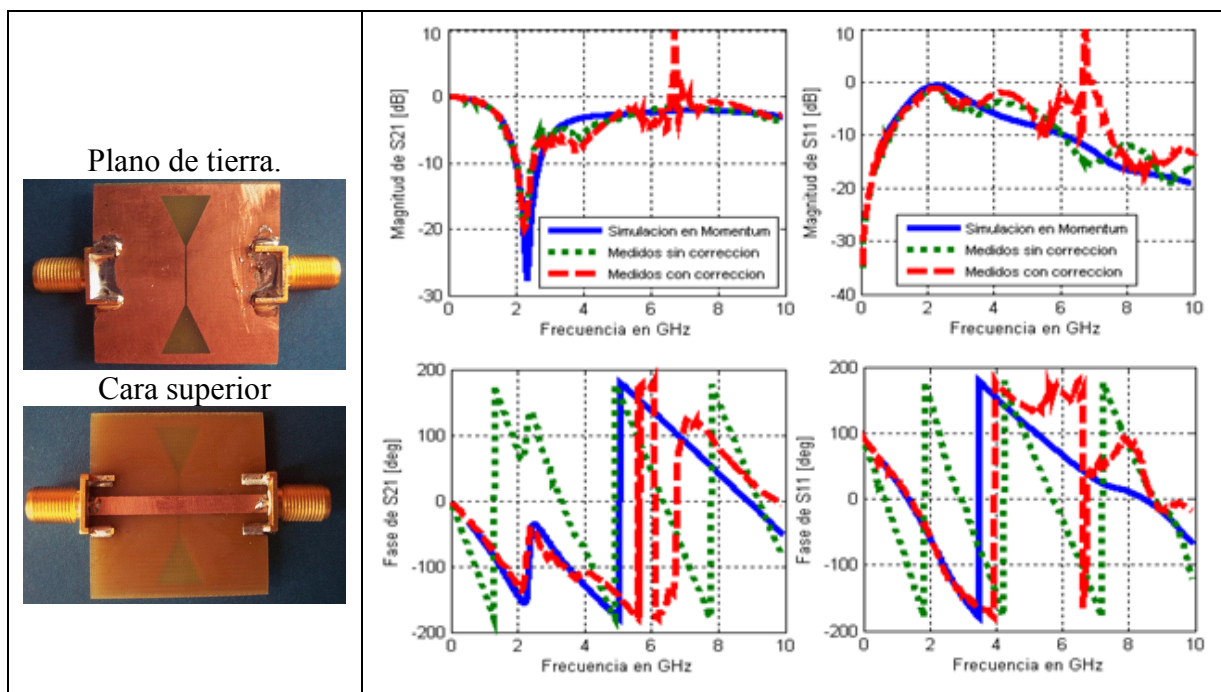 Plano de tierra.
Cara superior
10
0
-10
-20
-30
Magnitud de S21 [dB]
Simulacion en Momentum
Medidos sin correccion
Medidos con correccion
0 2 4 6 8 10
Frecuencia en GHz
10
0
-10
-20
-30
-40
Magnitud de S11 [dB]
Simulacion en Momentum
Medidos sin correccion
Medidos con correccion
0 2 4 6 8 10
Frecuencia en GHz
200
100
0
-100
-200
Fase de S21 [deg]
0 2 4 6 8 10
Frecuencia en GHz
200
100
0
-100
-200
Fase de S11 [deg]
0 2 4 6 8 10
Frecuencia en GHz